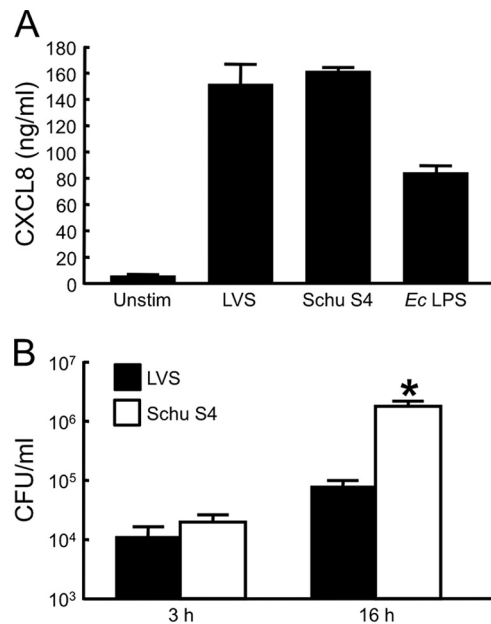 A
CXCL8 (ng/ml)
180
160
140
120
100
80
60
40
20
0
Unstim LVS Schu S4 Ec LPS
B
CFU/ml
10⁷
10⁶
10⁵
10⁴
10³
LVS
Schu S4
*
3 h 16 h